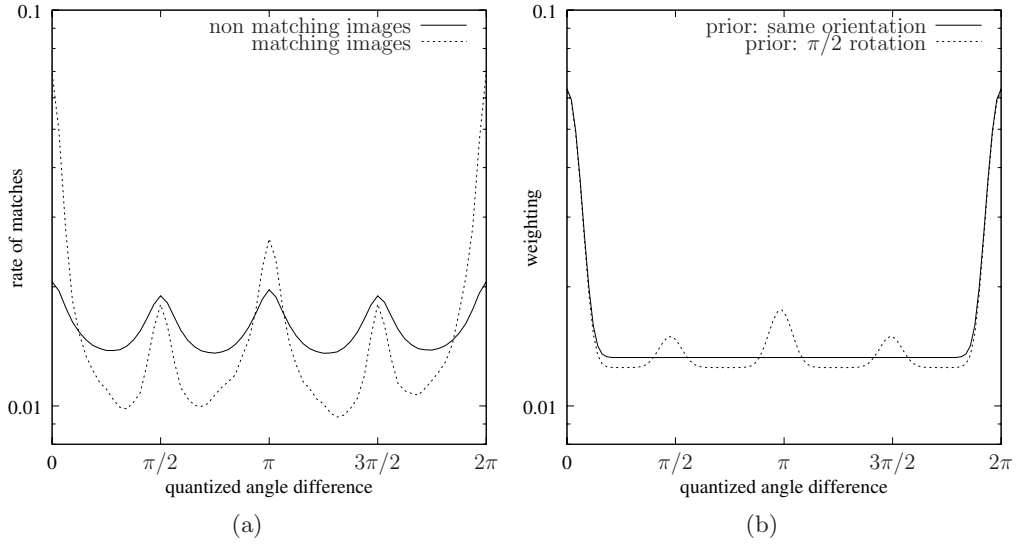 0.1
non matching images
matching images
rate of matches
0.01
0
π/2
π
3π/2
2π
quantized angle difference
(a)
0.1
prior: same orientation
prior: π/2 rotation
weighting
0.01
0
π/2
π
3π/2
2π
quantized angle difference
(b)